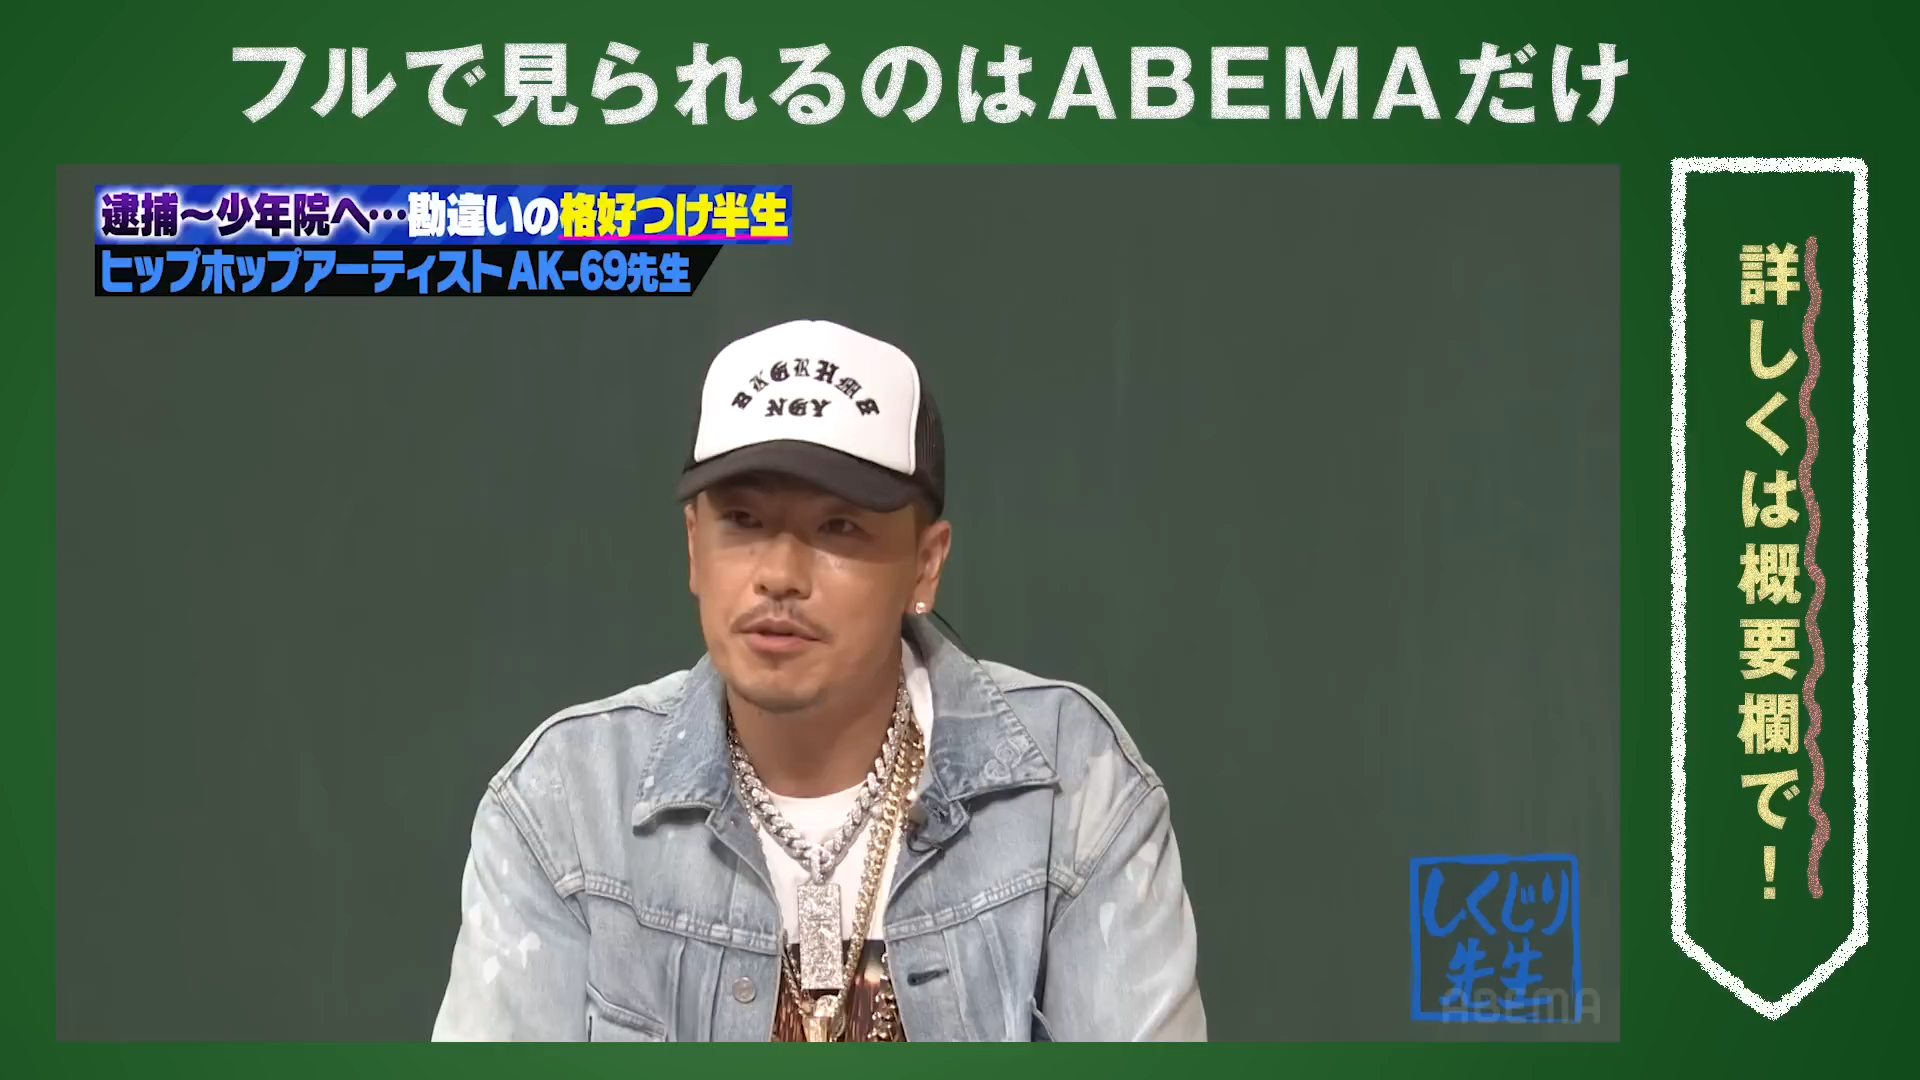 フルで見られるのはABEMAだけ
逮捕〜少年院へ…勘違いの格好つけ半生
ヒップホップアーティストAK-69先生
BKGRHMB
NGY
詳しくは概要欄で！
しくじり
先生
ABEMA